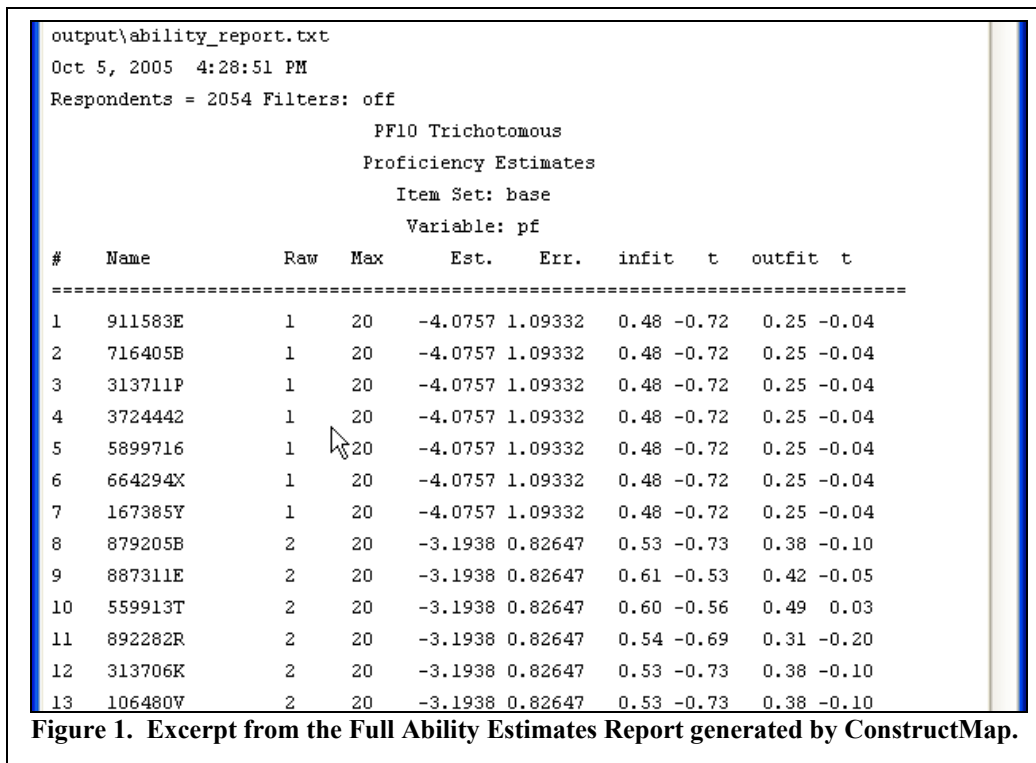 output\ability_report.txt
Oct 5, 2005 4:28:51 PM
Respondents = 2054 Filters: off
PF10 Trichotomous
Proficiency Estimates
Item Set: base
Variable: pf
# Name Raw Max Est. Err. infit t outfit t
================================================================================
1 911583E 1 20 -4.0757 1.09332 0.48 -0.72 0.25 -0.04
2 716405B 1 20 -4.0757 1.09332 0.48 -0.72 0.25 -0.04
3 313711P 1 20 -4.0757 1.09332 0.48 -0.72 0.25 -0.04
4 3724442 1 20 -4.0757 1.09332 0.48 -0.72 0.25 -0.04
5 5899716 1 20 -4.0757 1.09332 0.48 -0.72 0.25 -0.04
6 664294X 1 20 -4.0757 1.09332 0.48 -0.72 0.25 -0.04
7 167385Y 1 20 -4.0757 1.09332 0.48 -0.72 0.25 -0.04
8 879205B 2 20 -3.1938 0.82647 0.53 -0.73 0.38 -0.10
9 887311E 2 20 -3.1938 0.82647 0.61 -0.53 0.42 -0.05
10 559913T 2 20 -3.1938 0.82647 0.60 -0.56 0.49 0.03
11 892282R 2 20 -3.1938 0.82647 0.54 -0.69 0.31 -0.20
12 313706K 2 20 -3.1938 0.82647 0.53 -0.73 0.38 -0.10
13 106480V 2 20 -3.1938 0.82647 0.53 -0.73 0.38 -0.10
Figure 1. Excerpt from the Full Ability Estimates Report generated by ConstructMap.